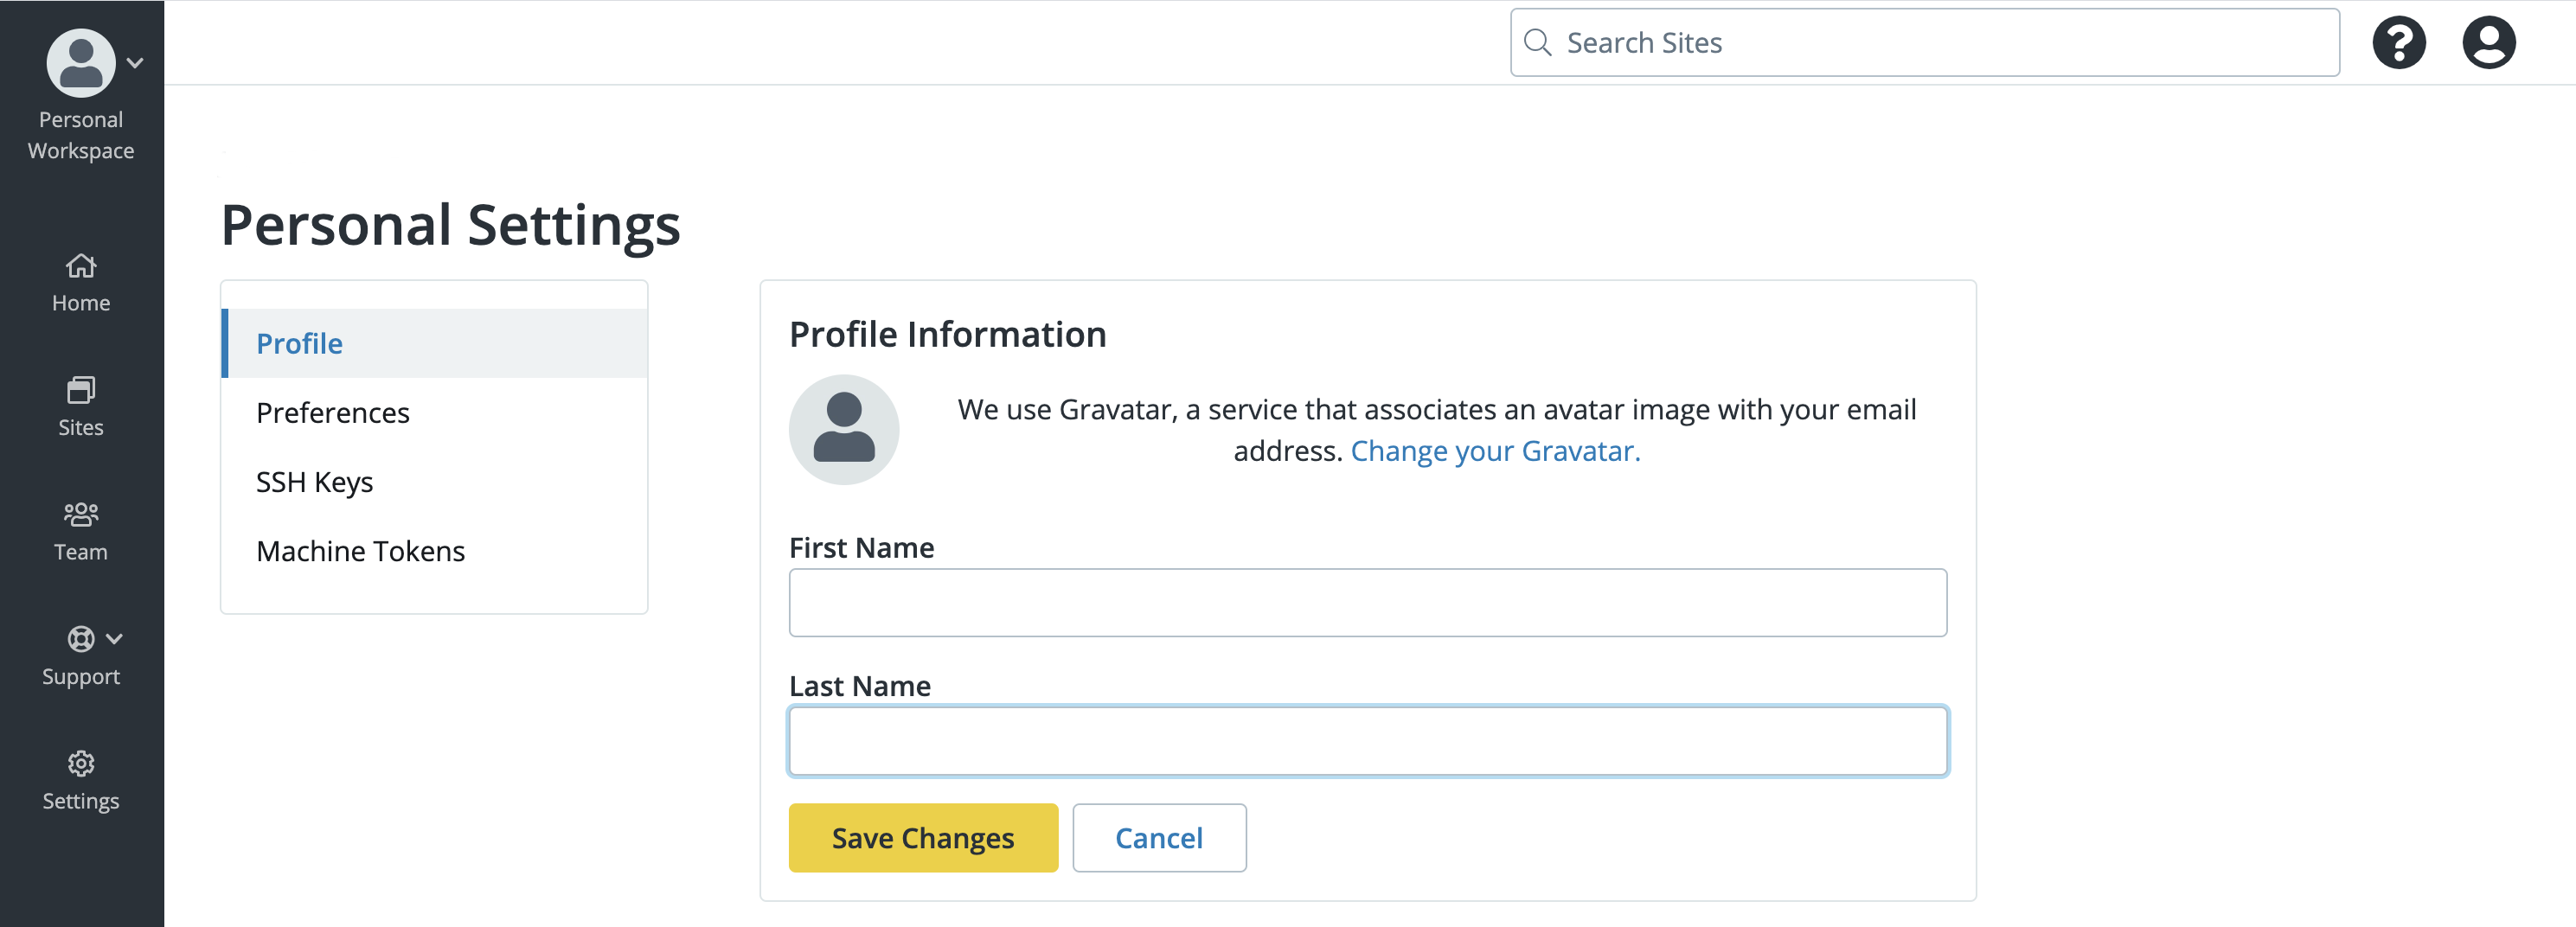 Personal
Workspace
Home
Sites
Team
Support
Settings
Search Sites
Personal Settings
Profile
Preferences
SSH Keys
Machine Tokens
Profile Information
We use Gravatar, a service that associates an avatar image with your email
address. Change your Gravatar.
First Name
Last Name
Save Changes
Cancel